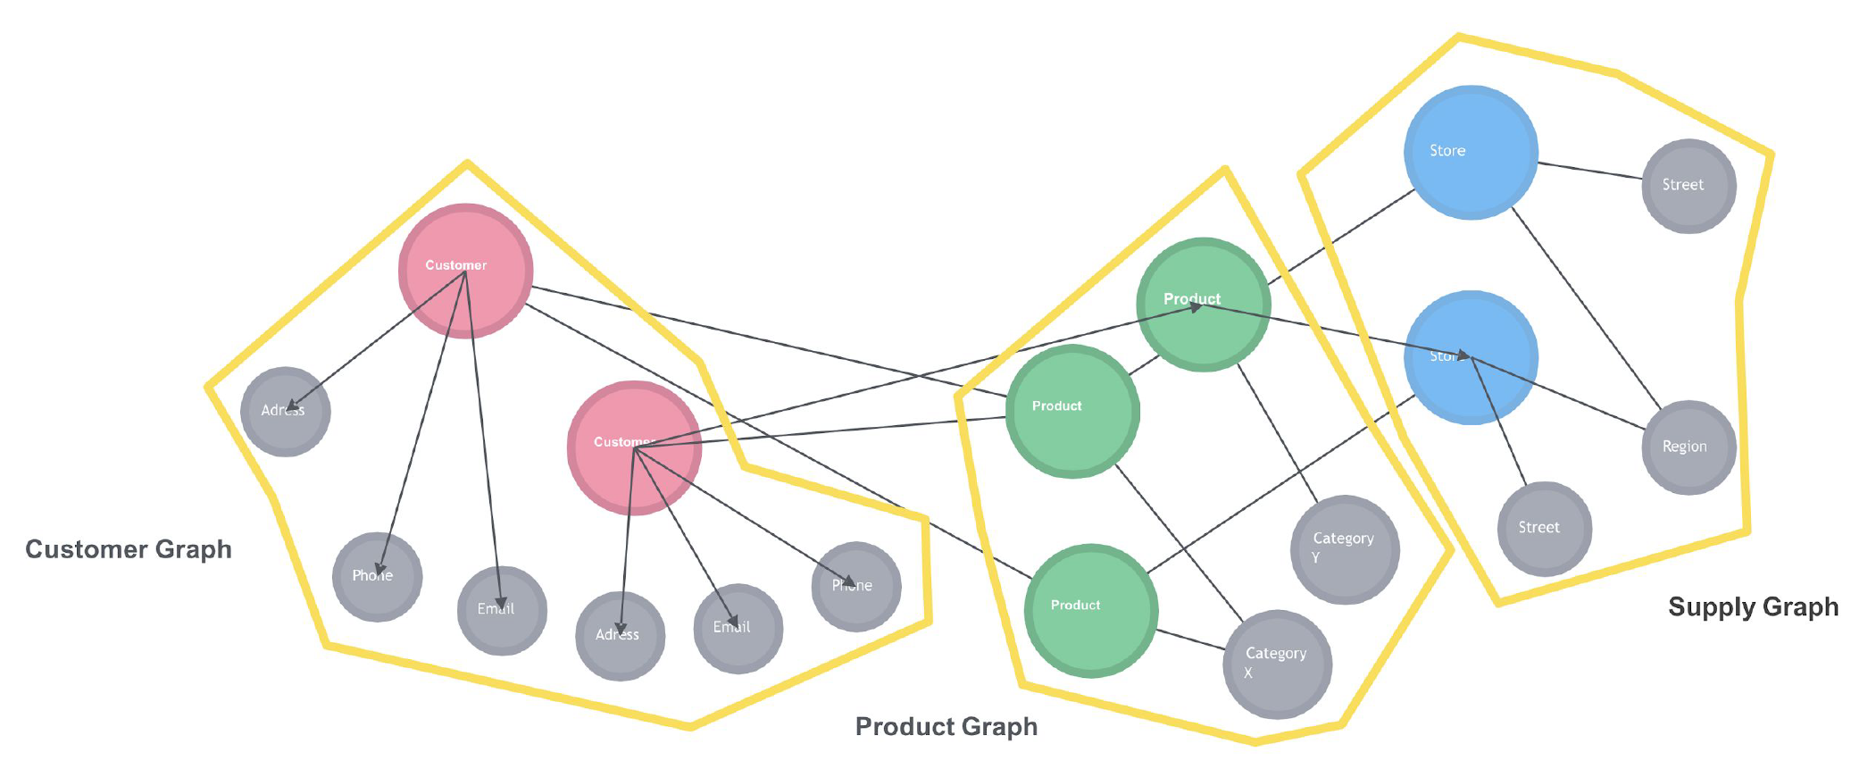 Customer
Adress
Phone
Email
Customer
Adress
Email
Phone
Customer Graph
Product
Product
Product
Category
Y
Category
X
Product Graph
Store
Street
Store
Region
Street
Supply Graph